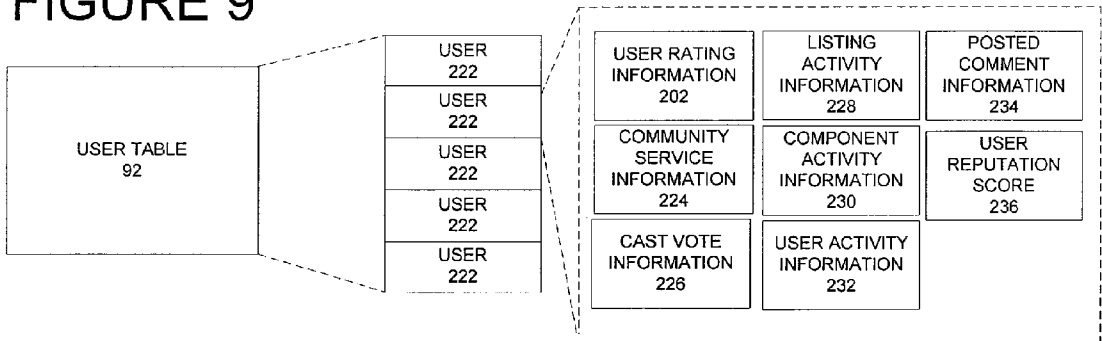 FIGURE 9
USER TABLE
92
USER
222
USER
222
USER
222
USER
222
USER
222
USER RATING
INFORMATION
202
LISTING
ACTIVITY
INFORMATION
228
POSTED
COMMENT
INFORMATION
234
COMMUNITY
SERVICE
INFORMATION
224
COMPONENT
ACTIVITY
INFORMATION
230
USER
REPUTATION
SCORE
236
CAST VOTE
INFORMATION
226
USER ACTIVITY
INFORMATION
232